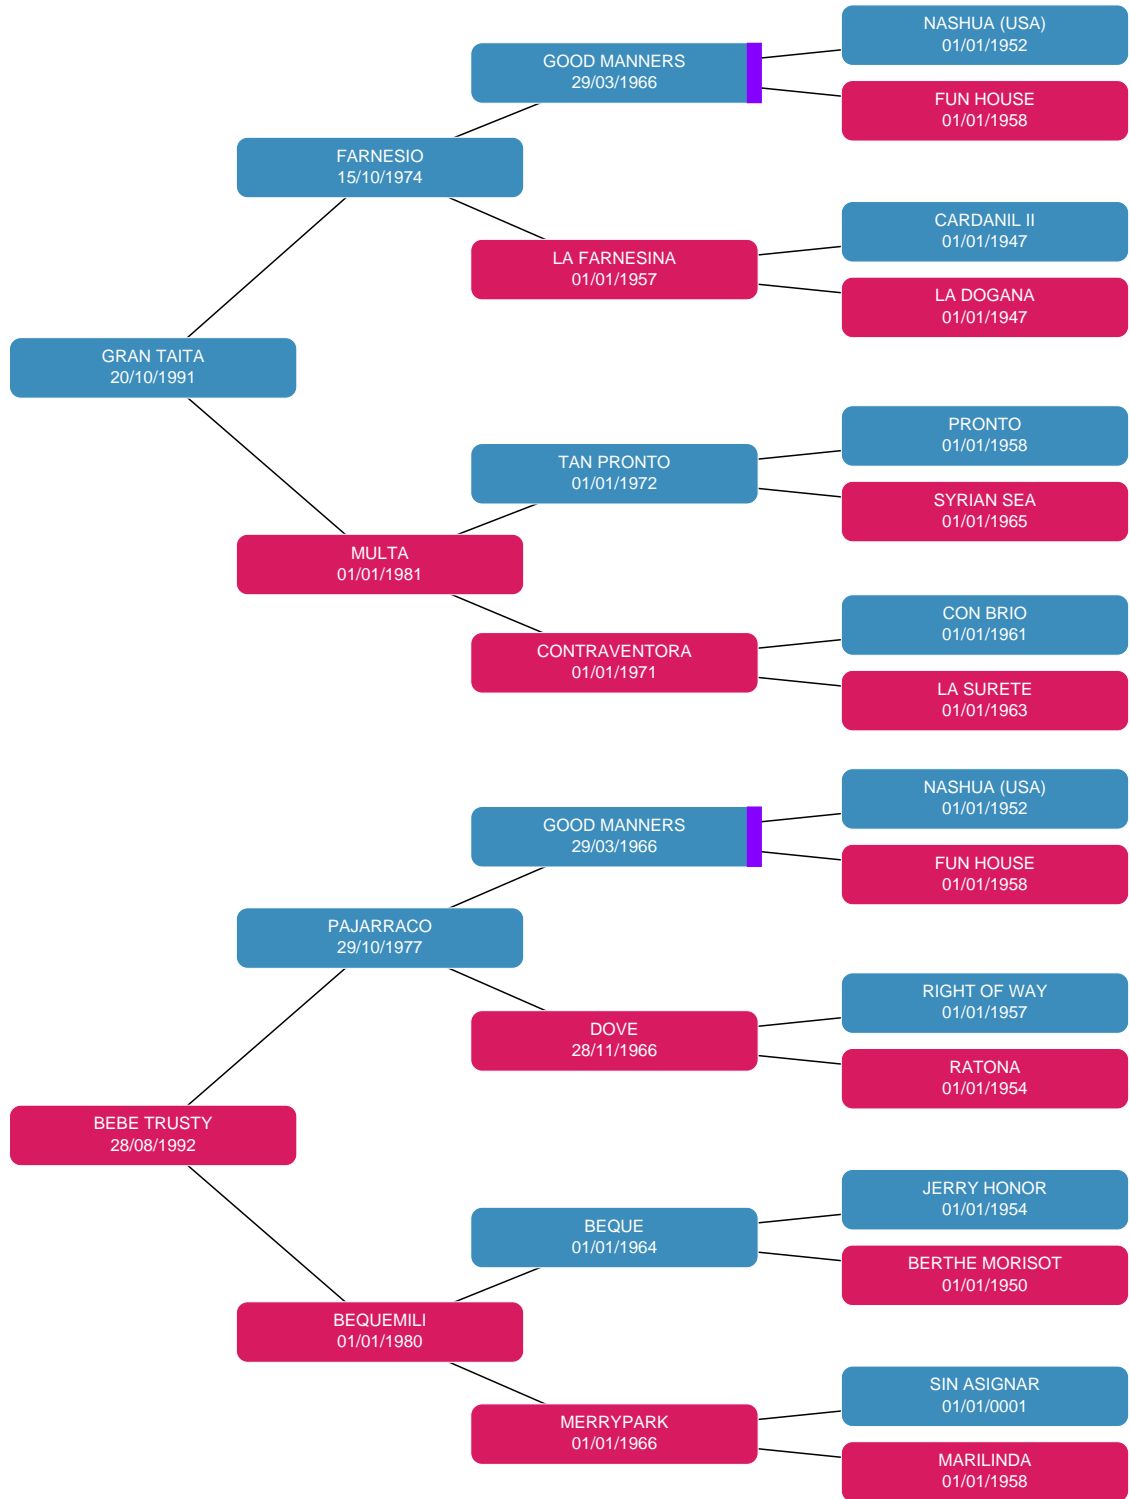 NASHUA (USA)
01/01/1952
GOOD MANNERS
29/03/1966
FUN HOUSE
01/01/1958
FARNESIO
15/10/1974
CARDANIL II
01/01/1947
LA FARNESINA
01/01/1957
LA DOGANA
01/01/1947
GRAN TAITA
20/10/1991
PRONTO
01/01/1958
TAN PRONTO
01/01/1972
SYRIAN SEA
01/01/1965
MULTA
01/01/1981
CON BRIO
01/01/1961
CONTRAVENTORA
01/01/1971
LA SURETE
01/01/1963
NASHUA (USA)
01/01/1952
GOOD MANNERS
29/03/1966
FUN HOUSE
01/01/1958
PAJARRACO
29/10/1977
RIGHT OF WAY
01/01/1957
DOVE
28/11/1966
RATONA
01/01/1954
BEBE TRUSTY
28/08/1992
JERRY HONOR
01/01/1954
BEQUE
01/01/1964
BERTHE MORISOT
01/01/1950
BEQUEMILI
01/01/1980
SIN ASIGNAR
01/01/0001
MERRYPARK
01/01/1966
MARILINDA
01/01/1958